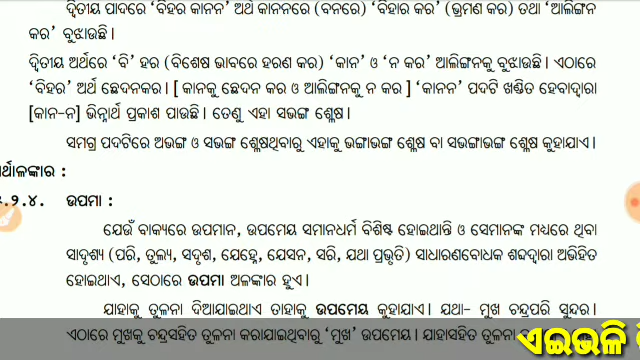 ଦ୍ୱିତୀୟ ପାଦରେ ‘ବିହର କାନନ’ ଅର୍ଥ କାନନରେ (ବନରେ) ‘ବିହାର କର’ (ଭ୍ରମଣ କର) ତଥା ‘ଆଲିଙ୍ଗନ
କର’ ବୁଝାଉଛି ।
ଦ୍ୱିତୀୟ ଅର୍ଥରେ ‘ବି’ ହର (ବିଶେଷ ଭାବରେ ହରଣ କର) ‘କାନ’ ଓ ‘ନ କର’ ଆଲିଙ୍ଗନକୁ ବୁଝାଉଛି । ଏଠାରେ
‘ବିହର’ ଅର୍ଥ ଛେଦନକର । [ କାନକୁ ଛେଦନ କର ଓ ଆଲିଙ୍ଗନକୁ ନ କର ] ‘କାନନ’ ପଦଟି ଖଣ୍ଡିତ ହେବାଦ୍ୱାରା
[କାନ-ନ] ଭିନ୍ନାର୍ଥ ପ୍ରକାଶ ପାଉଛି । ତେଣୁ ଏହା ସଭଙ୍ଗ ଶ୍ଳେଷ ।
ସମଗ୍ର ପଦଟିରେ ଅଭଙ୍ଗ ଓ ସଭଙ୍ଗ ଶ୍ଳେଷଥିବାରୁ ଏହାକୁ ଭଙ୍ଗାଭଙ୍ଗ ଶ୍ଳେଷ ବା ସଭଙ୍ଗାଭଙ୍ଗ ଶ୍ଳେଷ କୁହାଯାଏ ।
ର୍ଥାଳଙ୍କାର :
.୨.୪. ଉପମା :
ଯେଉଁ ବାକ୍ୟରେ ଉପମାନ, ଉପମେୟ ସମାନଧର୍ମ ବିଶିଷ୍ଟ ହୋଇଥାନ୍ତି ଓ ସେମାନଙ୍କ ମଧ୍ୟରେ ଥିବା
ସାଦୃଶ୍ୟ (ପରି, ତୁଲ୍ୟ, ସଦୃଶ, ଯେହ୍ନେ, ଯେସନ, ସରି, ଯଥା ପ୍ରଭୃତି) ସାଧାରଣବୋଧକ ଶବ୍ଦଦ୍ୱାରା ଅଭିହିତ
ହୋଇଥାଏ, ସେଠାରେ ଉପମା ଅଳଙ୍କାର ହୁଏ ।
ଯାହାକୁ ତୁଳନା ଦିଆଯାଇଥାଏ ତାହାକୁ ଉପମେୟ କୁହାଯାଏ । ଯଥା- ମୁଖ ଚନ୍ଦ୍ରପରି ସୁନ୍ଦର ।
ଏଠାରେ ମୁଖକୁ ଚନ୍ଦ୍ରସହିତ ତୁଳନା କରାଯାଇଥିବାରୁ ‘ମୁଖ’ ଉପମେୟ । ଯାହାସହିତ ତୁଳନା
ଏଇଭଳି